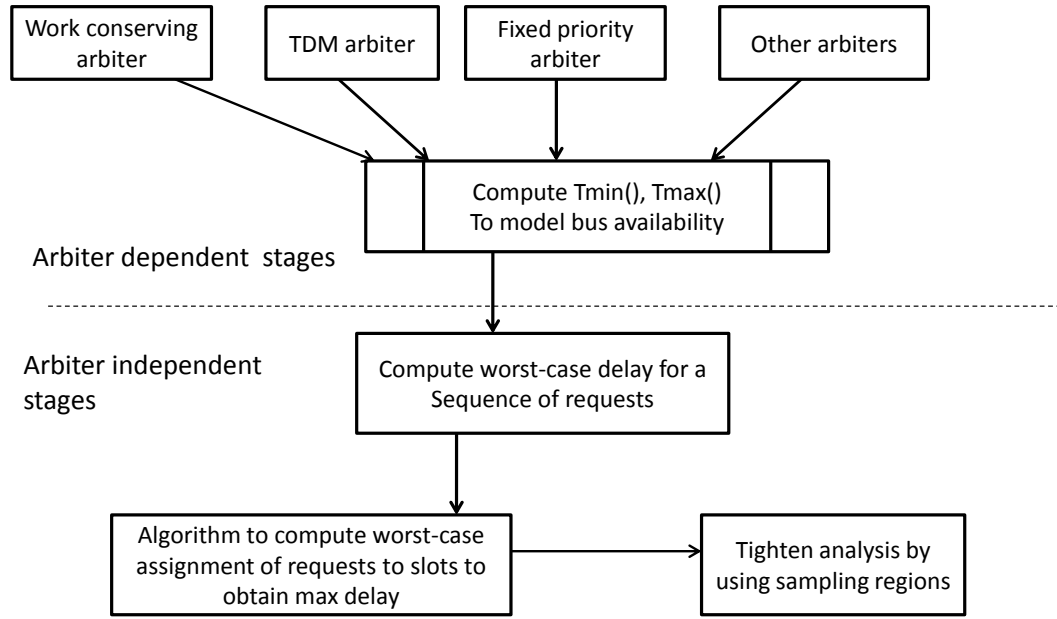 Work conserving
arbiter
TDM arbiter
Fixed priority
arbiter
Other arbiters
Compute Tmin(), Tmax()
To model bus availability
Arbiter dependent stages
Arbiter independent
stages
Compute worst-case delay for a
Sequence of requests
Algorithm to compute worst-case
assignment of requests to slots to
obtain max delay
Tighten analysis by
using sampling regions